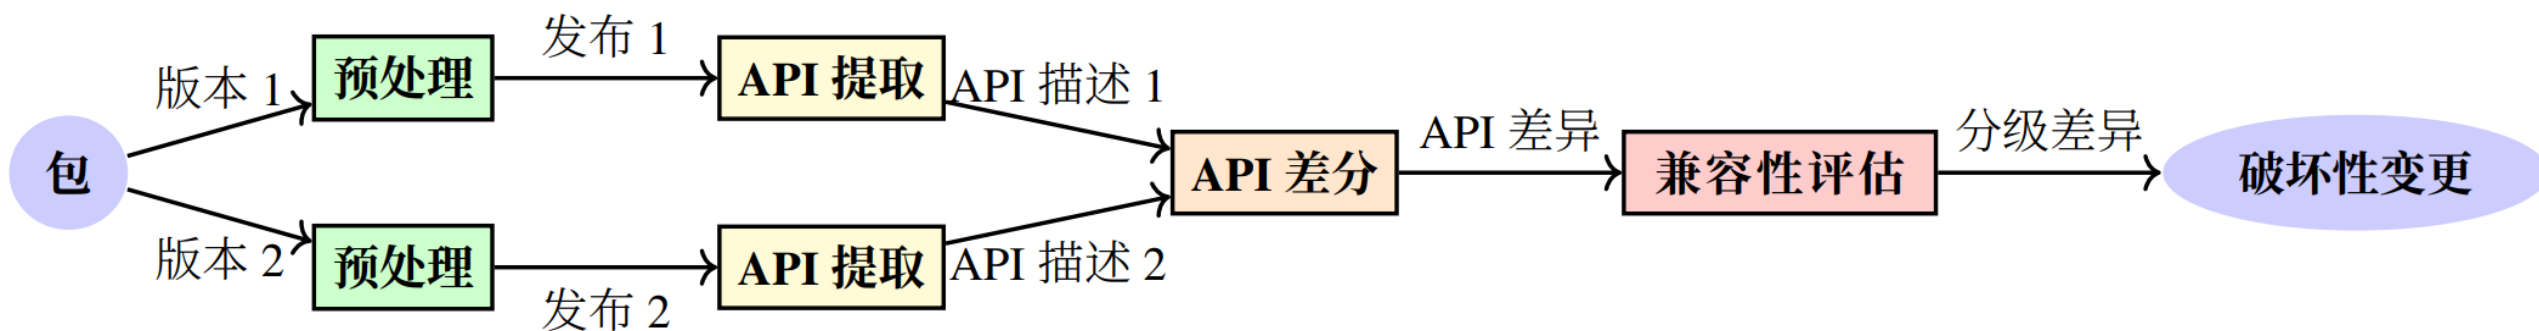 包
版本 1
预处理
发布 1
API 提取
API 描述 1
版本 2
预处理
发布 2
API 提取
API 描述 2
API 差分
API 差异
兼容性评估
分级差异
破坏性变更